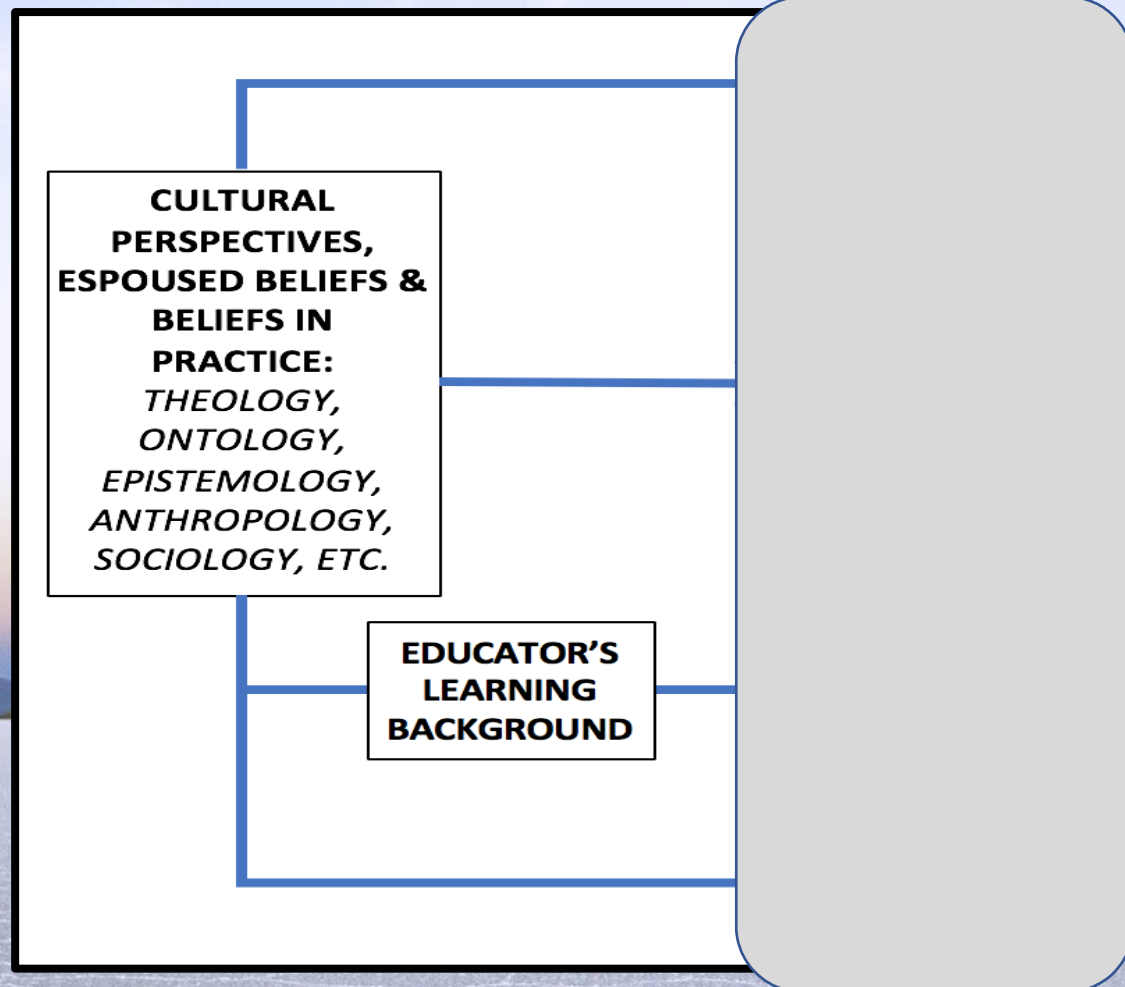 CULTURAL
PERSPECTIVES,
ESPOUSED BELIEFS &
BELIEFS IN
PRACTICE:
THEOLOGY,
ONTOLOGY,
EPISTEMOLOGY,
ANTHROPOLOGY,
SOCIOLOGY, ETC.
EDUCATOR’S
LEARNING
BACKGROUND